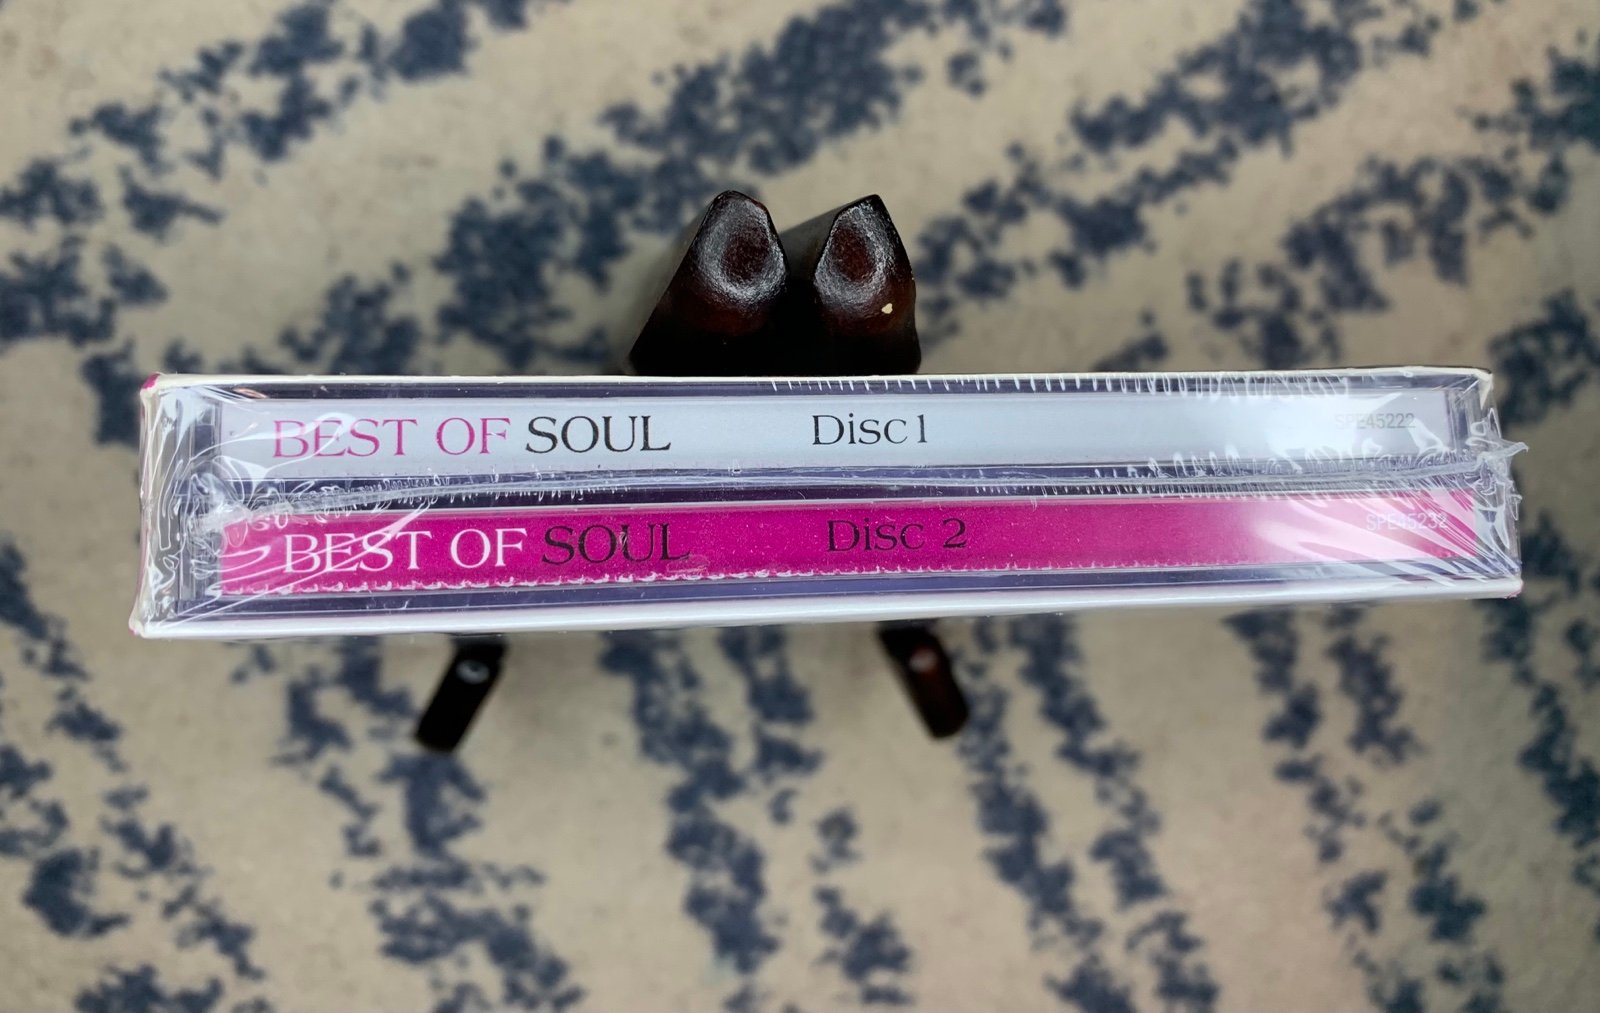 BEST OF SOUL Disc 1 SPE45222
BEST OF SOUL Disc 2 SPE45232